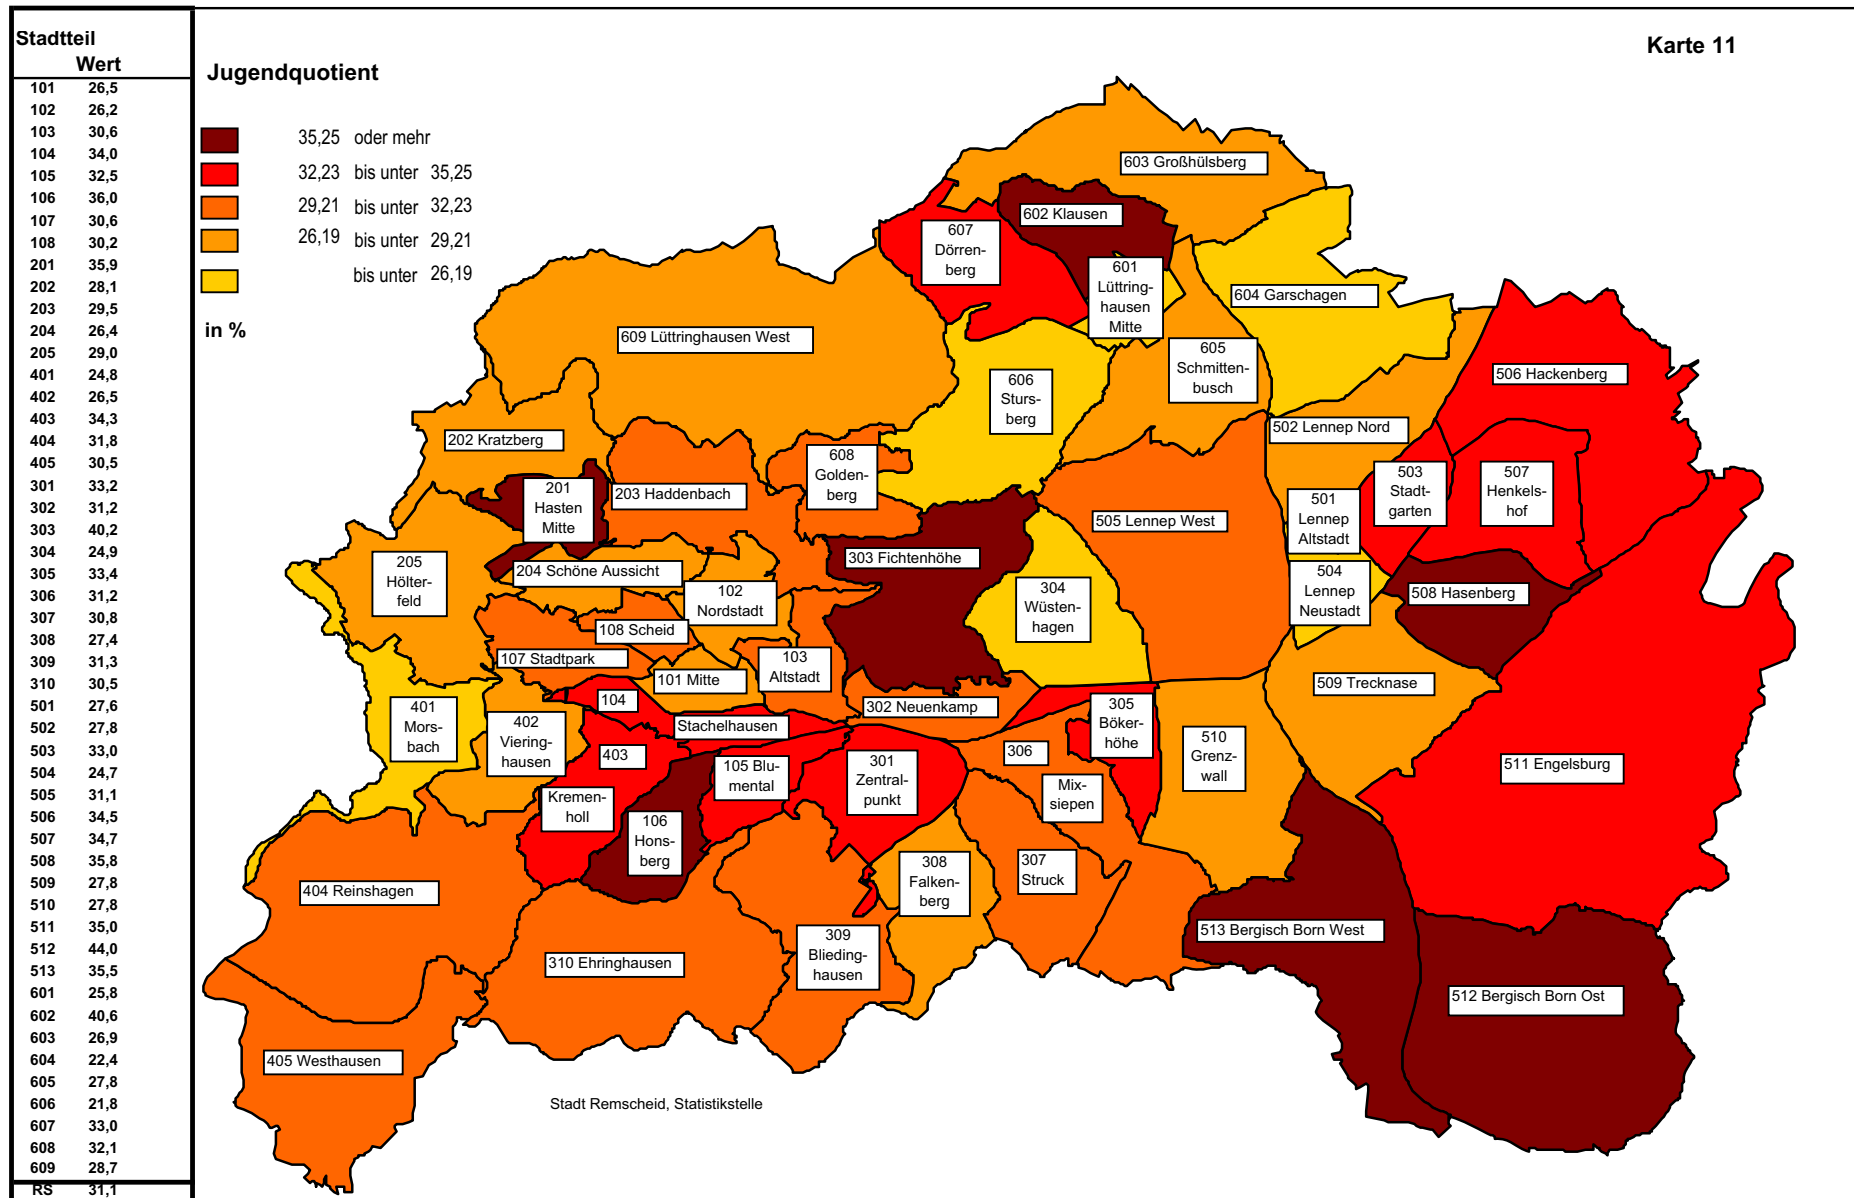 Stadtteil
Wert
101 26,5
102 26,2
103 30,6
104 34,0
105 32,5
106 36,0
107 30,6
108 30,2
201 35,9
202 28,1
203 29,5
204 26,4
205 29,0
401 24,8
402 26,5
403 34,3
404 31,8
405 30,5
301 33,2
302 31,2
303 40,2
304 24,9
305 33,4
306 31,2
307 30,8
308 27,4
309 31,3
310 30,5
501 27,6
502 27,8
503 33,0
504 24,7
505 31,1
506 34,5
507 34,7
508 35,8
509 27,8
510 27,8
511 35,0
512 44,0
513 35,5
601 25,8
602 40,6
603 26,9
604 22,4
605 27,8
606 21,8
607 33,0
608 32,1
609 28,7
RS 31,1
Karte 11
Jugendquotient
35,25 oder mehr
32,23 bis unter 35,25
29,21 bis unter 32,23
26,19 bis unter 29,21
bis unter 26,19
in %
603 Großhülsberg
602 Klausen
607
Dörren-
berg
601
Lüttring-
hausen
Mitte
604 Garschagen
609 Lüttringhausen West
605
Schmitten-
busch
606
Sturs-
berg
506 Hackenberg
502 Lennep Nord
202 Kratzberg
608
Golden-
berg
503
Stadt-
garten
507
Henkels-
hof
201
Hasten
Mitte
203 Haddenbach
501
Lennep
Altstadt
505 Lennep West
303 Fichtenhöhe
205
Hölter-
feld
204 Schöne Aussicht
102
Nordstadt
304
Wüsten-
hagen
504
Lennep
Neustadt
508 Hasenberg
108 Scheid
107 Stadtpark
103
Altstadt
101 Mitte
509 Trecknase
104
Stachelhausen
302 Neuenkamp
305
Böker-
höhe
401
Mors-
bach
402
Viering-
hausen
403
Kremen-
holl
105 Blu-
mental
301
Zentral-
punkt
306
Mix-
siepen
510
Grenz-
wall
511 Engelsburg
106
Hons-
berg
307
Struck
308
Falken-
berg
404 Reinshagen
309
Blieding-
hausen
513 Bergisch Born West
310 Ehringhausen
512 Bergisch Born Ost
405 Westhausen
Stadt Remscheid, Statistikstelle